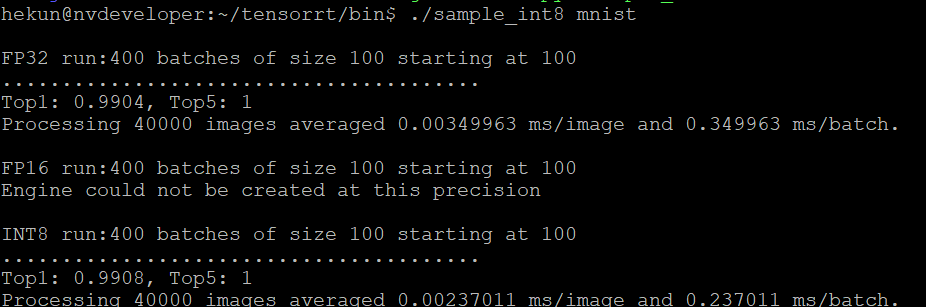 hekun@nvdeveloper:~/tensorrt/bin$ ./sample_int8 mnist
FP32 run:400 batches of size 100 starting at 100
........................................
Top1: 0.9904, Top5: 1
Processing 40000 images averaged 0.00349963 ms/image and 0.349963 ms/batch.
FP16 run:400 batches of size 100 starting at 100
Engine could not be created at this precision
INT8 run:400 batches of size 100 starting at 100
........................................
Top1: 0.9908, Top5: 1
Processing 40000 images averaged 0.00237011 ms/image and 0.237011 ms/batch.